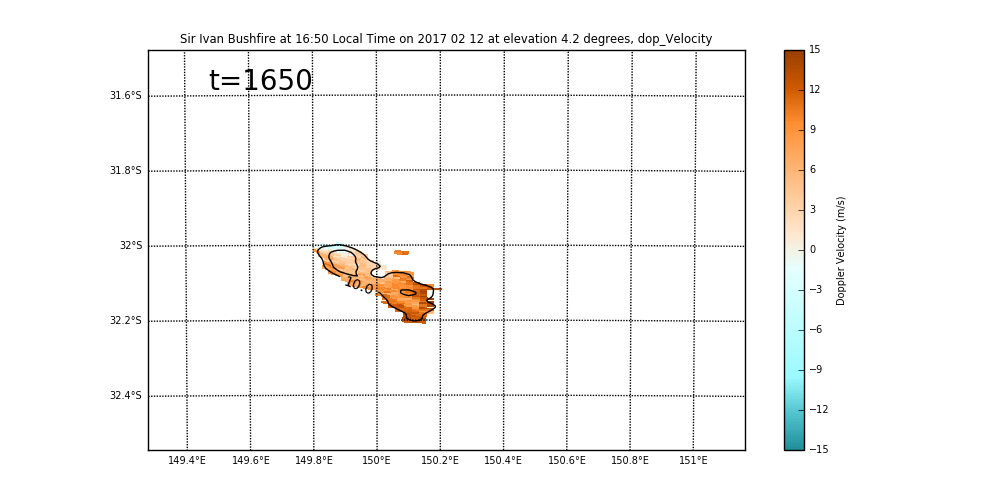 Sir Ivan Bushfire at 16:50 Local Time on 2017 02 12 at elevation 4.2 degrees, dop_Velocity
t=1650
31.6°S
31.8°S
32°S
32.2°S
32.4°S
10.0
149.4°E 149.6°E 149.8°E 150°E 150.2°E 150.4°E 150.6°E 150.8°E 151°E
15
12
9
6
3
0
−3
−6
−9
−12
−15
Doppler Velocity (m/s)